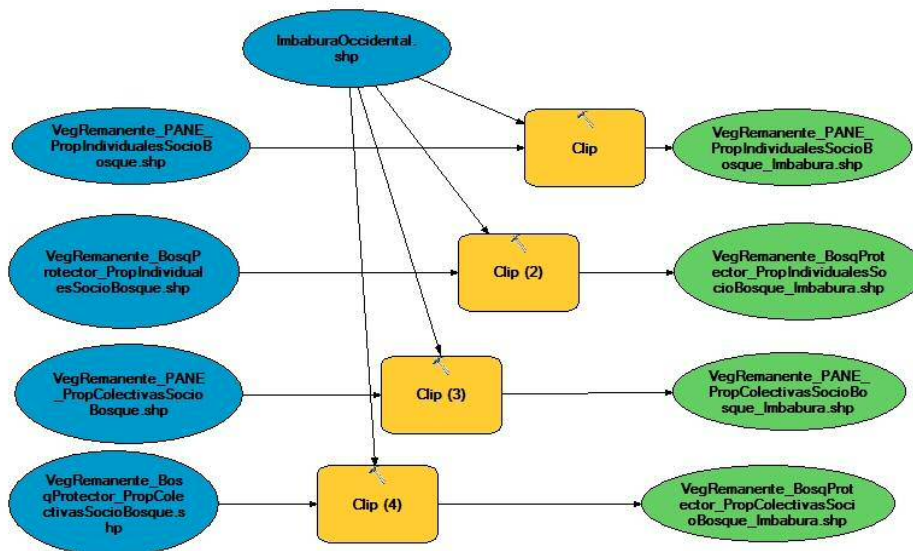 ImbaburaOccidental.
shp
VegRemanente_PANE_
PropIndividualesSocioB
osque.shp
Clip
VegRemanente_PANE_
PropIndividualesSocioB
osque_Imbabura.shp
VegRemanente_BosqP
rotector_PropIndividual
esSocioBosque.shp
Clip (2)
VegRemanente_BosqProt
ector_PropIndividualesSo
cioBosque_Imbabura.shp
VegRemanente_PANE
_PropColectivasSocio
Bosque.shp
Clip (3)
VegRemanente_PANE_
PropColectivasSocioBo
sque_Imbabura.shp
VegRemanente_Bos
qProtector_PropCole
ctivasSocioBosque.s
hp
Clip (4)
VegRemanente_BosqProt
ector_PropColectivasSoci
oBosque_Imbabura.shp